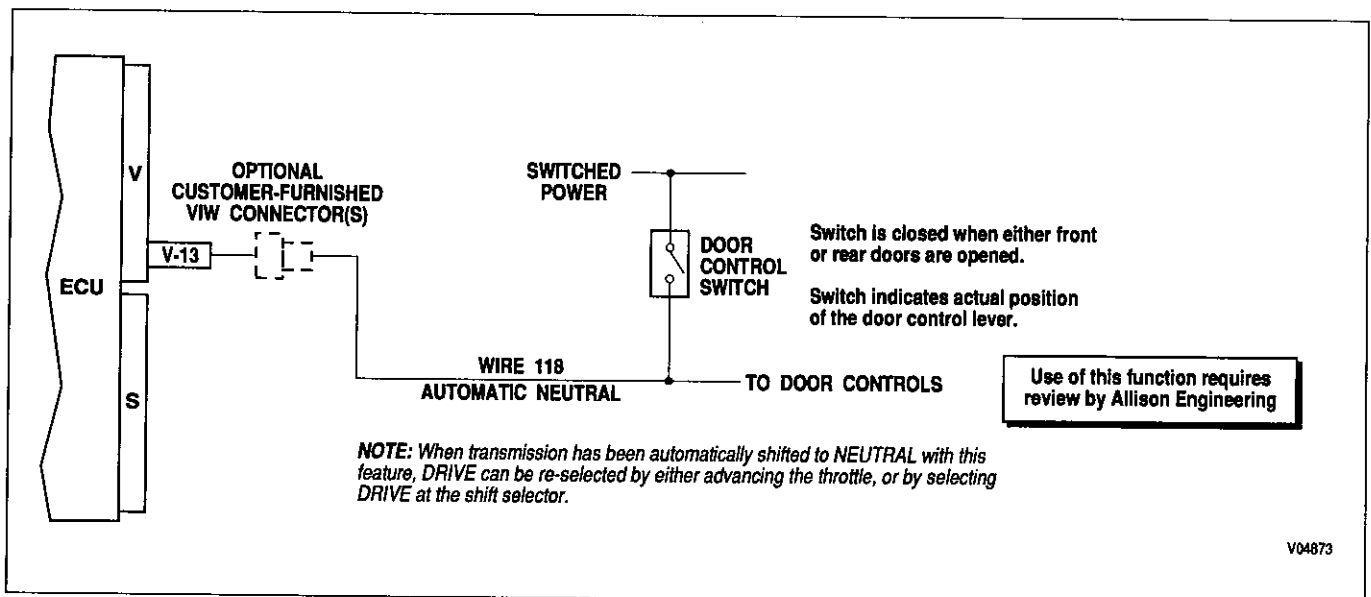 V
OPTIONAL
CUSTOMER-FURNISHED
VIW CONNECTOR(S)
SWITCHED
POWER
V-13
ECU
DOOR
CONTROL
SWITCH
Switch is closed when either front
or rear doors are opened.
Switch indicates actual position
of the door control lever.
S
WIRE 118
AUTOMATIC NEUTRAL
TO DOOR CONTROLS
Use of this function requires
review by Allison Engineering
NOTE: When transmission has been automatically shifted to NEUTRAL with this
feature, DRIVE can be re-selected by either advancing the throttle, or by selecting
DRIVE at the shift selector.
V04873